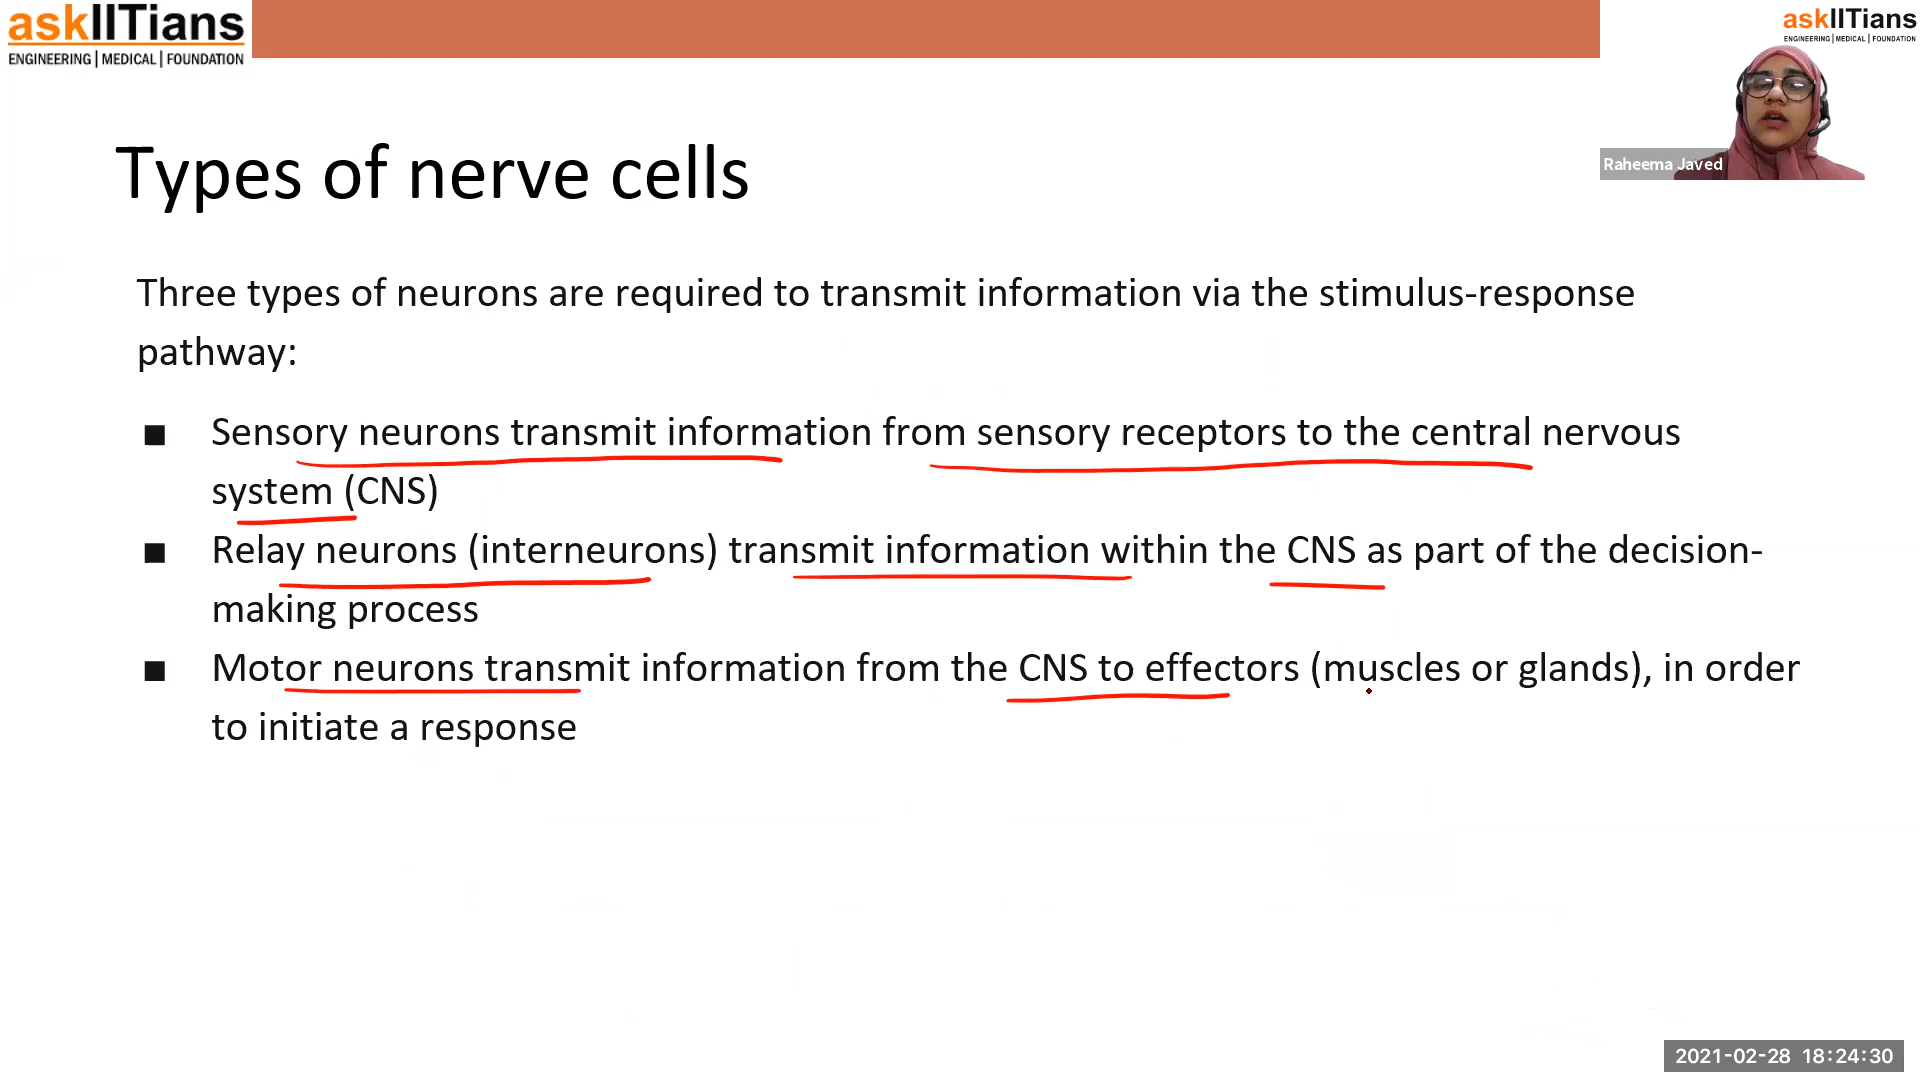 askIITians
ENGINEERING | MEDICAL | FOUNDATION
askIITians
ENGINEERING | MEDICAL | FOUNDATION
Raheema Javed
Types of nerve cells
Three types of neurons are required to transmit information via the stimulus-response
pathway:
■ Sensory neurons transmit information from sensory receptors to the central nervous
system (CNS)
■ Relay neurons (interneurons) transmit information within the CNS as part of the decision-
making process
■ Motor neurons transmit information from the CNS to effectors (muscles or glands), in order
to initiate a response
2021-02-28 18:24:30